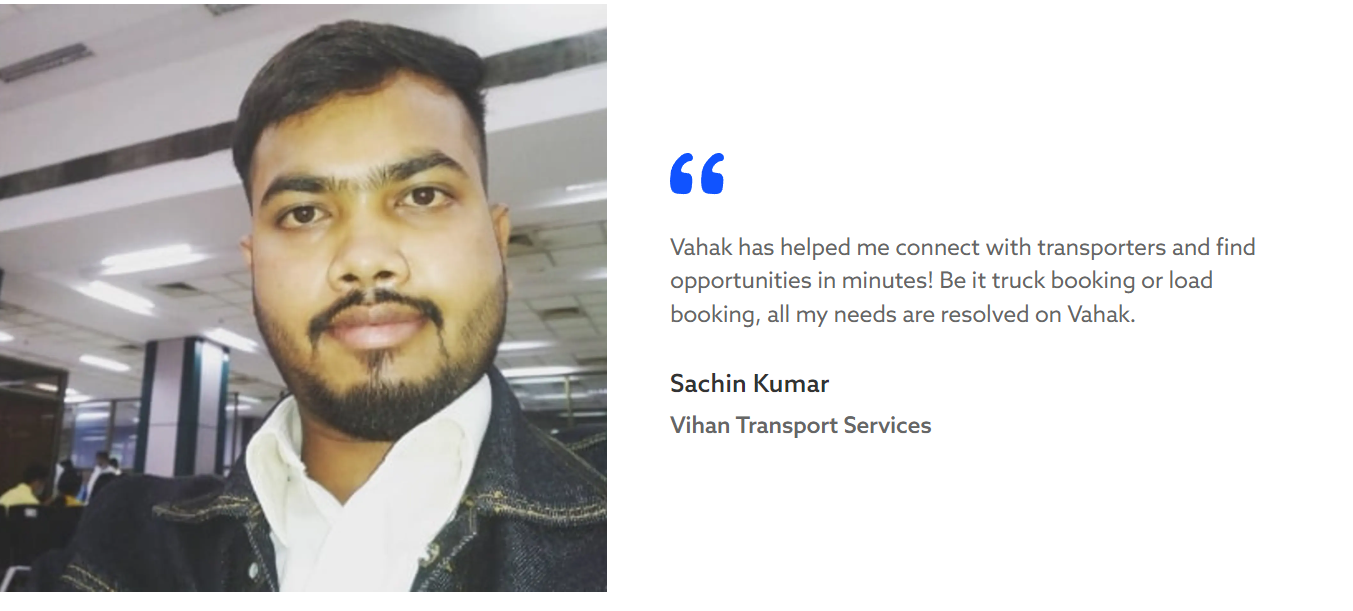 Vahak has helped me connect with transporters and find
opportunities in minutes! Be it truck booking or load
booking, all my needs are resolved on Vahak.
Sachin Kumar
Vihan Transport Services